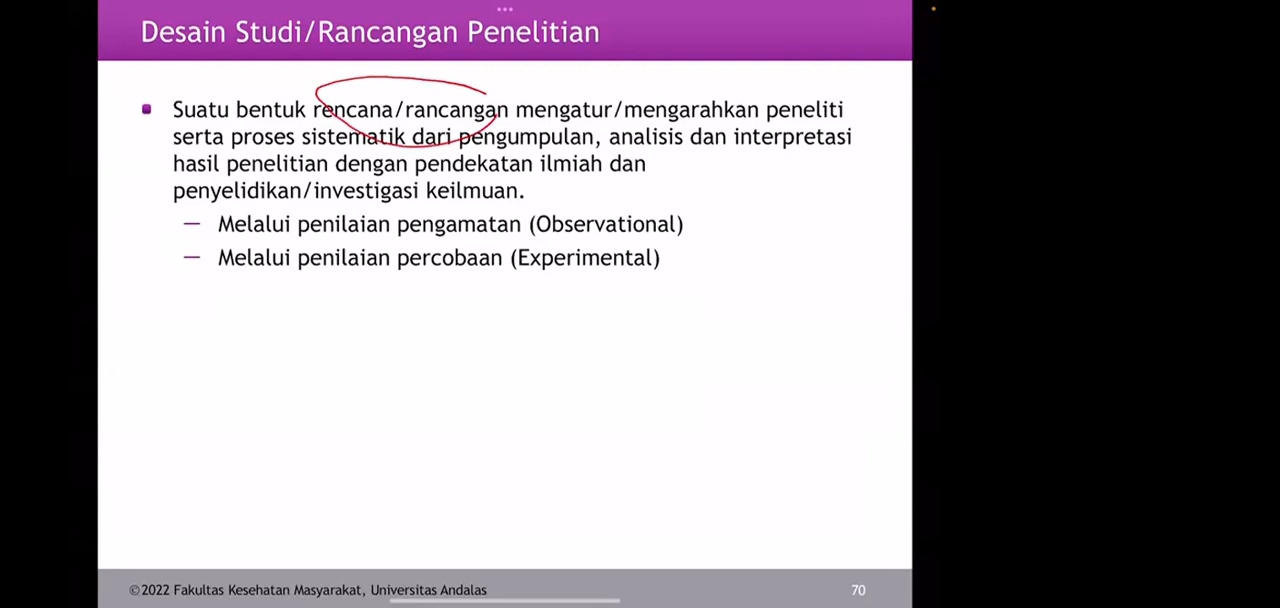 Desain Studi/Rancangan Penelitian
Suatu bentuk rencana/rancangan mengatur/mengarahkan peneliti
serta proses sistematik dari pengumpulan, analisis dan interpretasi
hasil penelitian dengan pendekatan ilmiah dan
penyelidikan/investigasi keilmuan.
— Melalui penilaian pengamatan (Observational)
— Melalui penilaian percobaan (Experimental)
©2022 Fakultas Kesehatan Masyarakat, Universitas Andalas 70